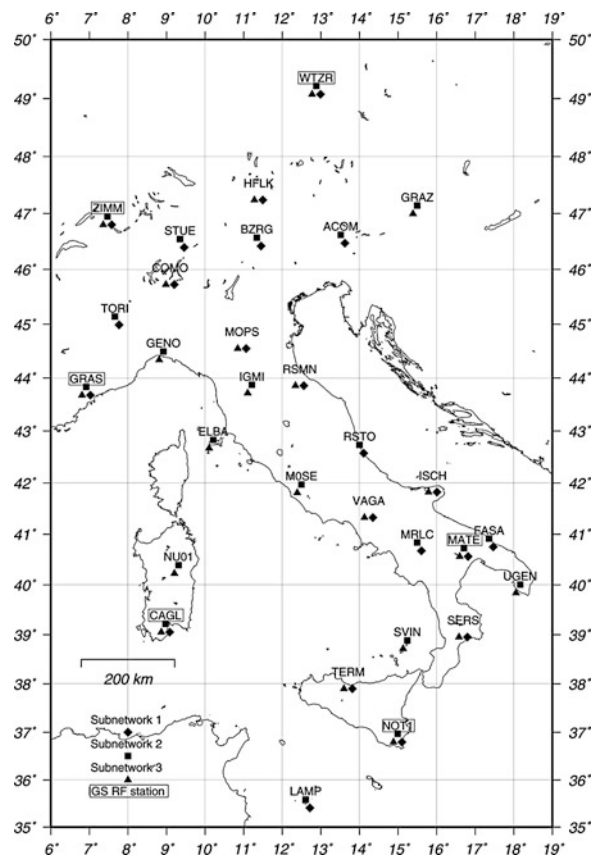 6° 7° 8° 9° 10° 11° 12° 13° 14° 15° 16° 17° 18° 19°
50° 50°
WTZR
49° 49°
48° 48°
HFLK
GRAZ
ZIMM
47° 47°
STUE BZRG ACOM
COMO
46° 46°
TORI
MOPS
45° 45°
GENO
IGMI RSMN
GRAS
44° 44°
43° 43°
ELBA RSTO
M0SE ISCH
42° 42°
VAGA
MRLC FASA
41° 41°
MATE
NU01
UGEN
40° 40°
CAGL
SVIN SERS
39° 39°
200 km
TERM
38° 38°
Subnetwork 1
NOT1
37° 37°
Subnetwork 2
Subnetwork 3
36° 36°
GS RF station
LAMP
35° 35°
6° 7° 8° 9° 10° 11° 12° 13° 14° 15° 16° 17° 18° 19°